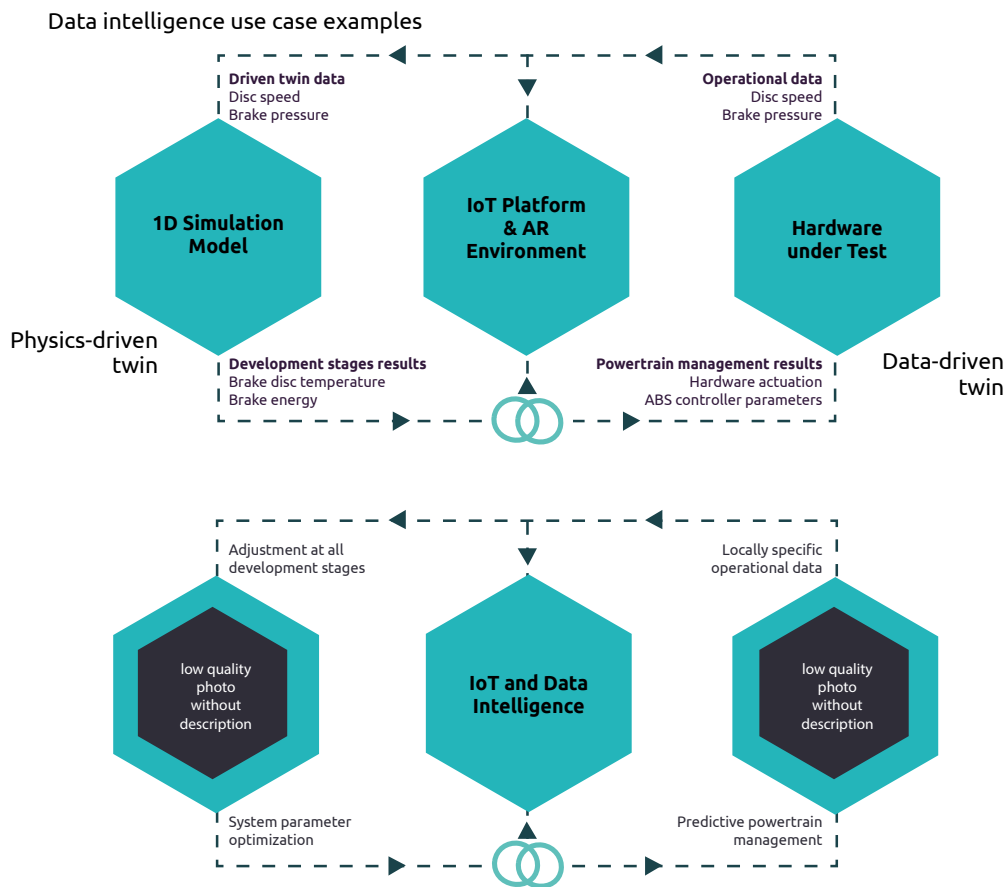 Data intelligence use case examples
Driven twin data
Disc speed
Brake pressure
Operational data
Disc speed
Brake pressure
1D Simulation
Model
IoT Platform
& AR
Environment
Hardware
under Test
Physics-driven
twin
Development stages results
Brake disc temperature
Brake energy
Powertrain management results
Hardware actuation
ABS controller parameters
Data-driven
twin
Adjustment at all
development stages
Locally specific
operational data
low quality
photo
without
description
IoT and Data
Intelligence
low quality
photo
without
description
System parameter
optimization
Predictive powertrain
management